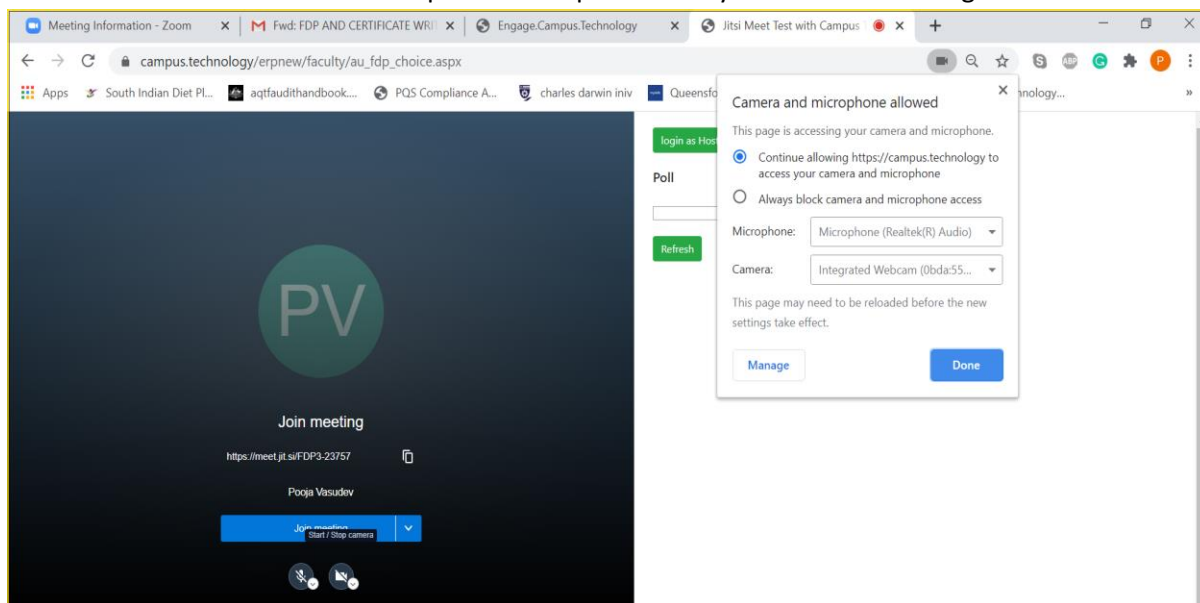 Meeting Information - Zoom
Fwd: FDP AND CERTIFICATE WRI
Engage.Campus.Technology
Jitsi Meet Test with Campus
campus.technology/erpnew/faculty/au_fdp_choice.aspx
S
ABP
G
P
Apps
South Indian Diet Pl...
aqtfaudithandbook....
PQS Compliance A...
charles darwin iniv
Queensfo
nology...
»
Camera and microphone allowed
This page is accessing your camera and microphone.
Continue allowing https://campus.technology to
access your camera and microphone
Always block camera and microphone access
Microphone: Microphone (Realtek(R) Audio)
Camera: Integrated Webcam (0bda:55...
This page may need to be reloaded before the new
settings take effect.
Manage
Done
login as Host
Poll
Refresh
PV
Join meeting
https://meet.jit.si/FDP3-23757
Pooja Vasudev
Join meeting
Start / Stop camera